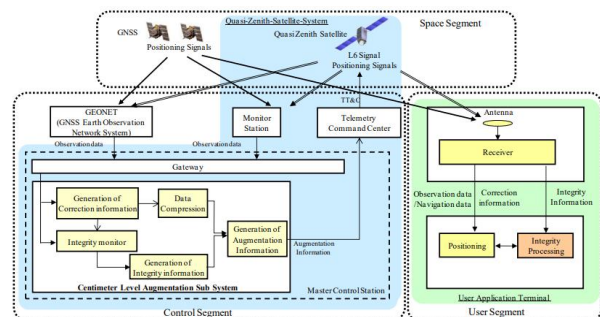 Quasi-Zenith-Satellite-System
GNSS
Positioning Signals
Quasi Zenith Satellite
Space Segment
L6 Signal
Positioning Signals
TT&C
GEONET
(GNSS Earth Observation
Network System)
Monitor
Station
Telemetry
Command Center
Antenna
Receiver
Observation data
Observation data
Gateway
Observation data
/Navigation data
Correction
information
Integrity
Information
Generation of
Correction information
Data
Compression
Integrity monitor
Generation of
Augmentation
Information
Generation of
Integrity information
Augmentation
Information
Positioning
Integrity
Processing
Centimeter Level Augmentation Sub System
Master Control Station
User Application Terminal
Control Segment
User Segment